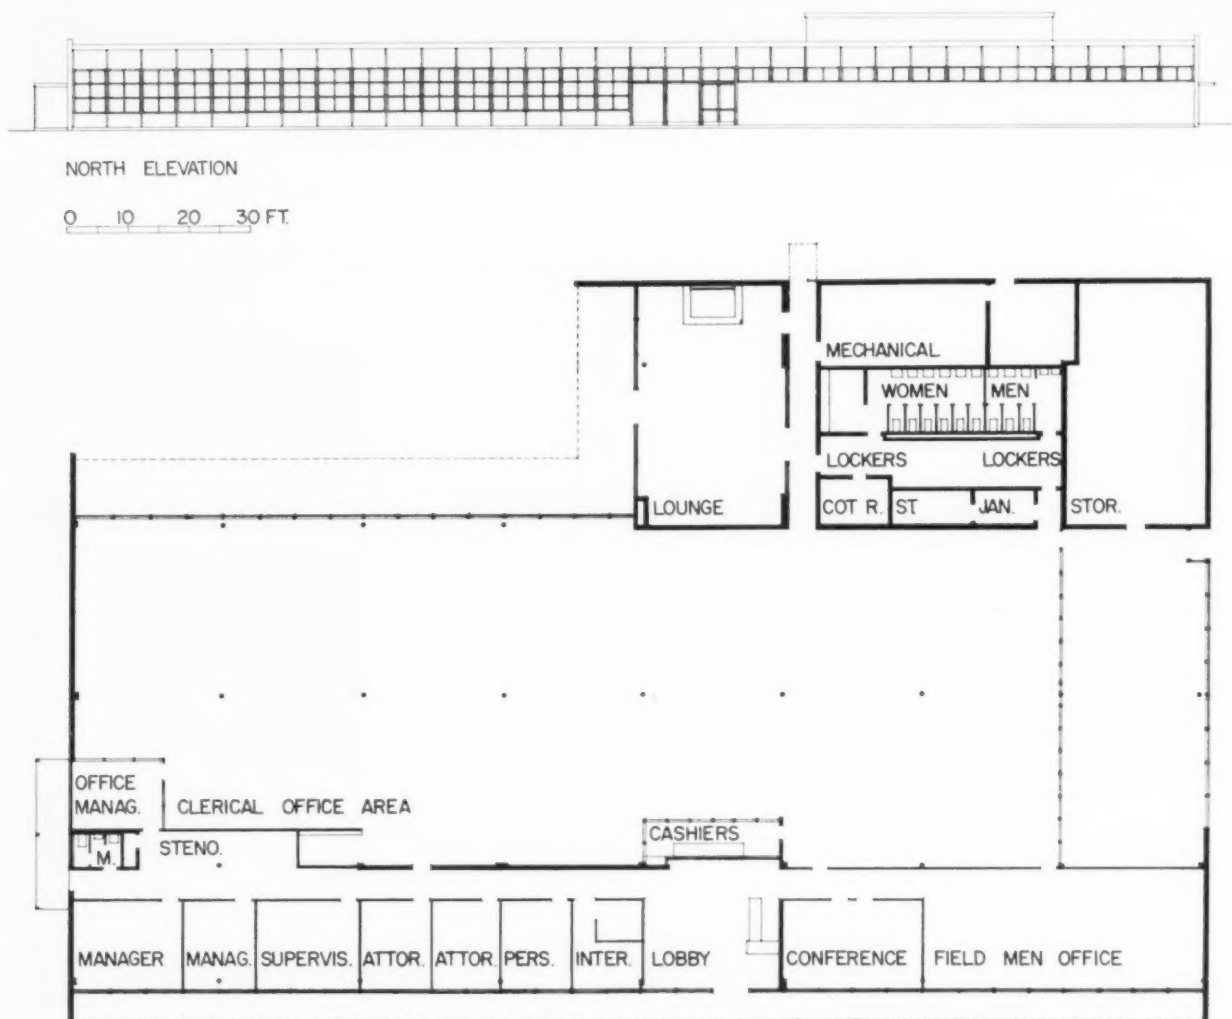 NORTH ELEVATION
0 10 20 30 FT.
MECHANICAL
WOMEN MEN
LOCKERS LOCKERS
LOUNGE COT R. ST. JAN. STOR.
OFFICE
MANAG. CLERICAL OFFICE AREA
CASHIERS
M. STENO.
MANAGER MANAG. SUPERVIS. ATTOR. ATTOR. PERS. INTER. LOBBY CONFERENCE FIELD MEN OFFICE